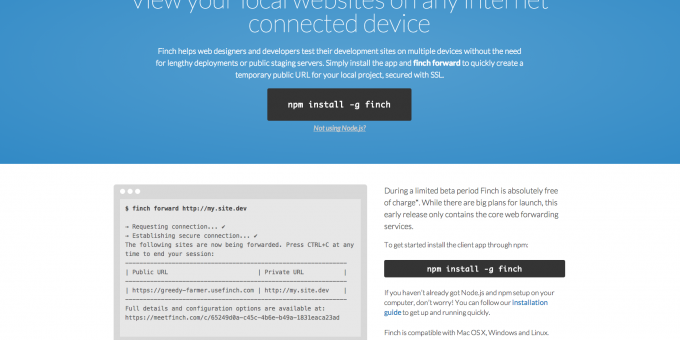 View your local websites on any internet
connected device
Finch helps web designers and developers test their development sites on multiple devices without the need
for lengthy deployments or public staging servers. Simply install the app and finch forward to quickly create a
temporary public URL for your local project, secured with SSL.
npm install -g finch
Not using Node.js?
$ finch forward http://my.site.dev
→ Requesting connection... ✔
→ Establishing secure connection... ✔
The following sites are now being forwarded. Press CTRL+C at any
time to end your session:
| Public URL | Private URL |
| https://greedy-farmer.usefinch.com | http://my.site.dev |
Full details and configuration options are available at:
https://meetfinch.com/c/65249d0a-c45c-4b6e-b49a-1831eaca23ad
During a limited beta period Finch is absolutely free
of charge*. While there are big plans for launch, this
early release only contains the core web forwarding
services.
To get started install the client app through npm:
npm install -g finch
If you haven't already got Node.js and npm setup on your
computer, don't worry! You can follow our installation
guide to get up and running quickly.
Finch is compatible with Mac OS X, Windows and Linux.